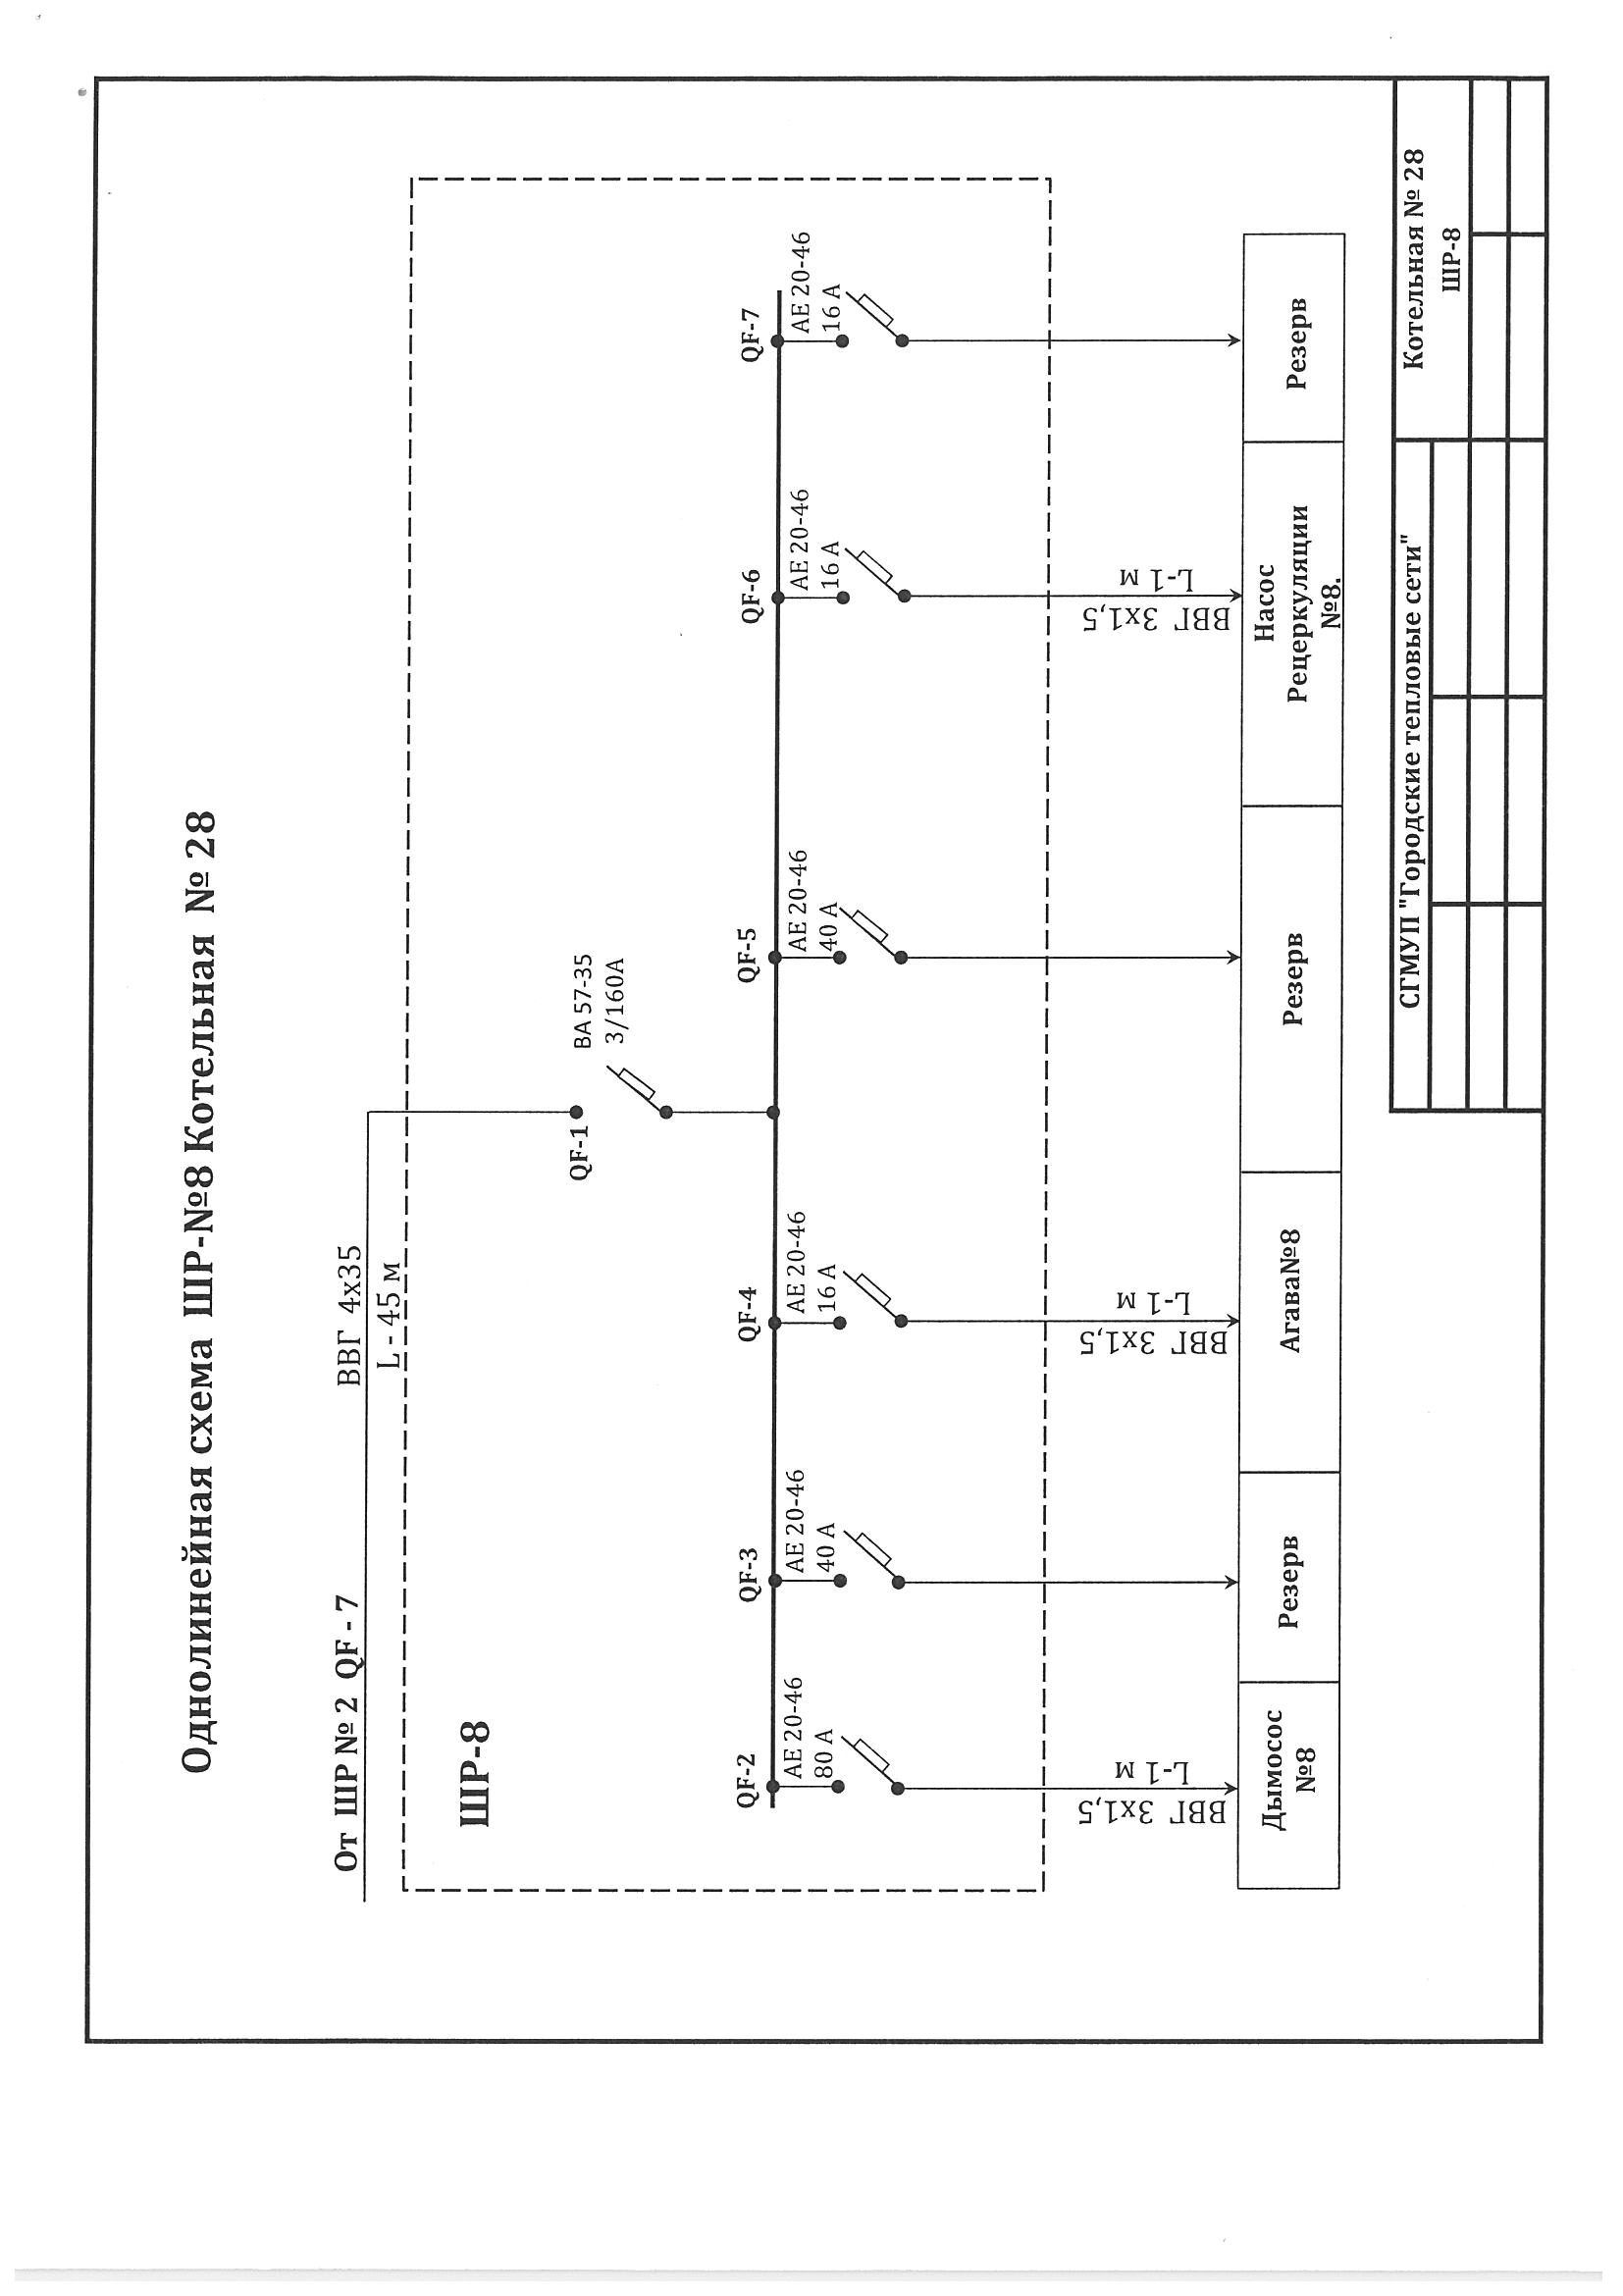 Однолинейная схема ШР-№8 Котельная № 28
От ШР № 2 QF - 7
ВВГ 4х35
L - 45 м
ШР-8
QF-1
ВА 57-35
3/160А
QF-2
АЕ 20-46
80 А
QF-3
АЕ 20-46
40 А
QF-4
АЕ 20-46
16 А
QF-5
АЕ 20-46
40 А
QF-6
АЕ 20-46
16 А
QF-7
АЕ 20-46
16 А
ВВГ 3х1,5
L-1 м
ВВГ 3х1,5
L-1 м
ВВГ 3х1,5
L-1 м
Дымосос
№8
Резерв
Агава№8
Резерв
Насос
Рецеркуляции
№8.
Резерв
СГМУП "Городские тепловые сети"
Котельная № 28
ШР-8